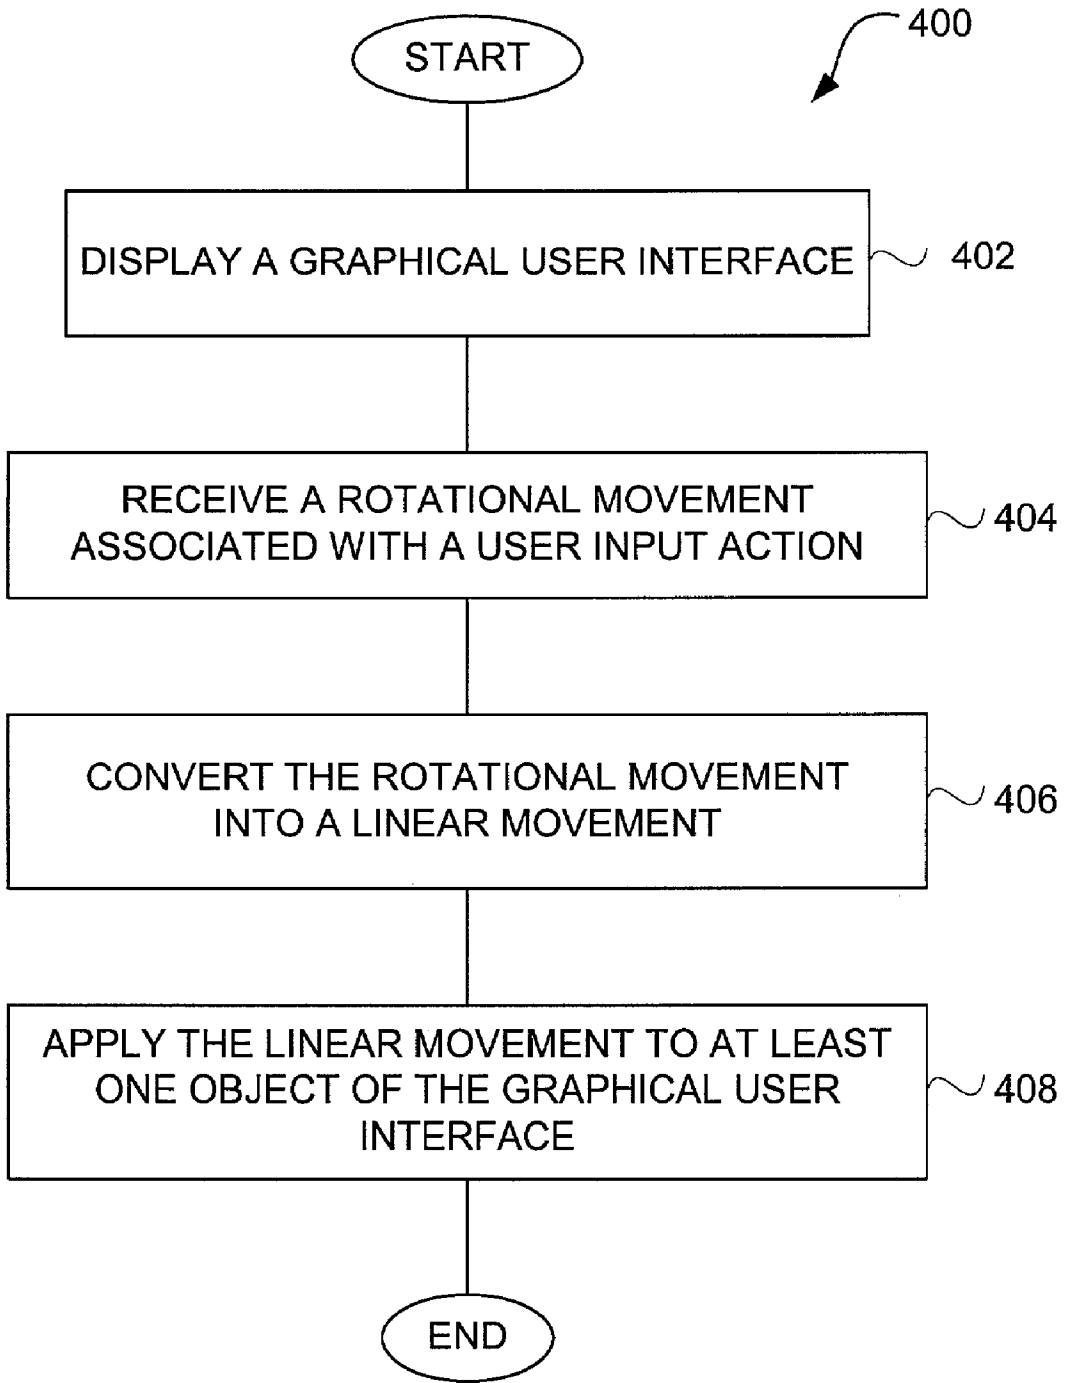 400
START
DISPLAY A GRAPHICAL USER INTERFACE
402
RECEIVE A ROTATIONAL MOVEMENT
ASSOCIATED WITH A USER INPUT ACTION
404
CONVERT THE ROTATIONAL MOVEMENT
INTO A LINEAR MOVEMENT
406
APPLY THE LINEAR MOVEMENT TO AT LEAST
ONE OBJECT OF THE GRAPHICAL USER
INTERFACE
408
END